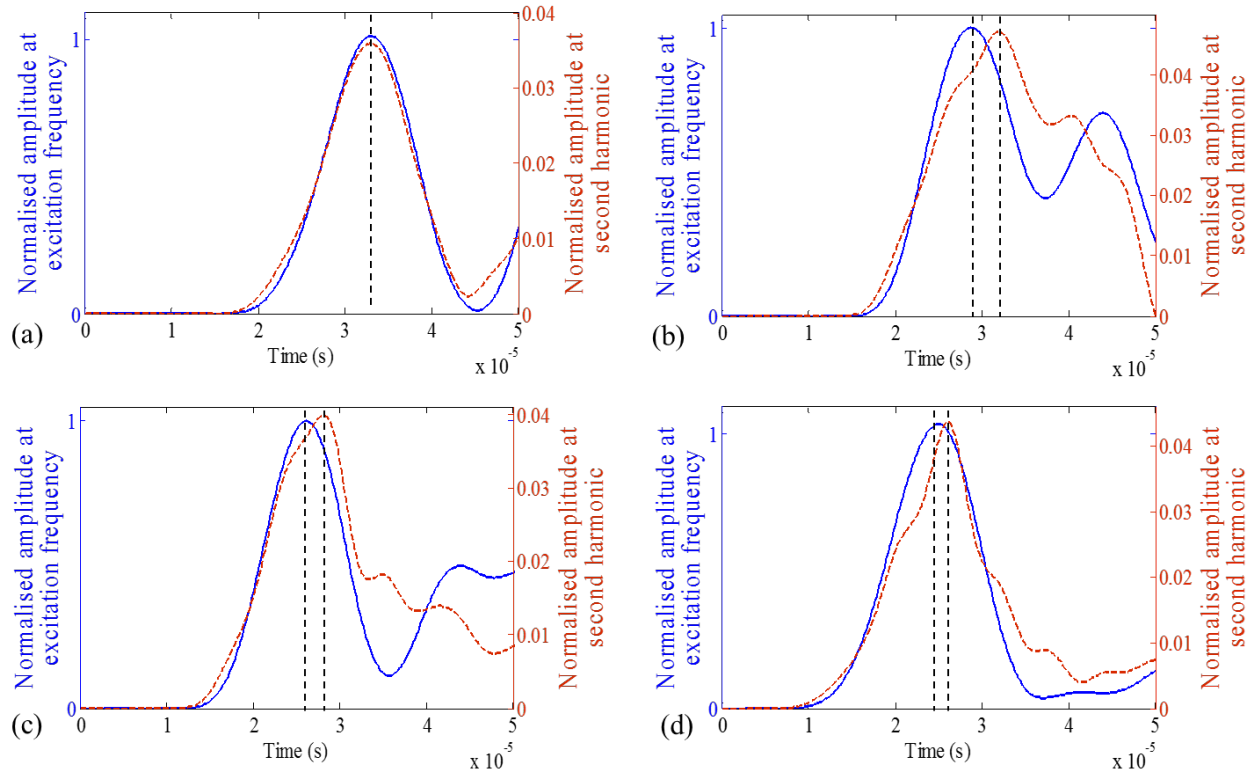 Normalised amplitude at
excitation frequency
1
0
0.04
0.03
0.02
0.01
0
Normalised amplitude at
second harmonic
0
1
2
3
4
5
Time (s)
x 10-5
(a)
Normalised amplitude at
excitation frequency
1
0
0.04
0.03
0.02
0.01
0
Normalised amplitude at
second harmonic
0
1
2
3
4
5
Time (s)
x 10-5
(b)
Normalised amplitude at
excitation frequency
1
0
0.04
0.03
0.02
0.01
0
Normalised amplitude at
second harmonic
0
1
2
3
4
5
Time (s)
x 10-5
(c)
Normalised amplitude at
excitation frequency
1
0
0.04
0.03
0.02
0.01
0
Normalised amplitude at
second harmonic
0
1
2
3
4
5
Time (s)
x 10-5
(d)